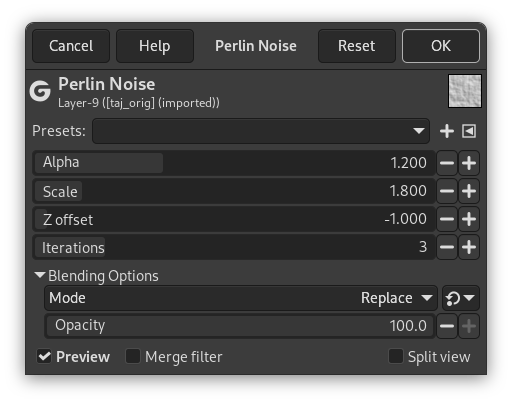 Cancel Help Perlin Noise Reset OK
Perlin Noise
Layer-9 ([taj_orig] (imported))
Presets:
Alpha 1.200
Scale 1.800
Z offset -1.000
Iterations 3
Blending Options
Mode Replace
Opacity 100.0
Preview Merge filter Split view